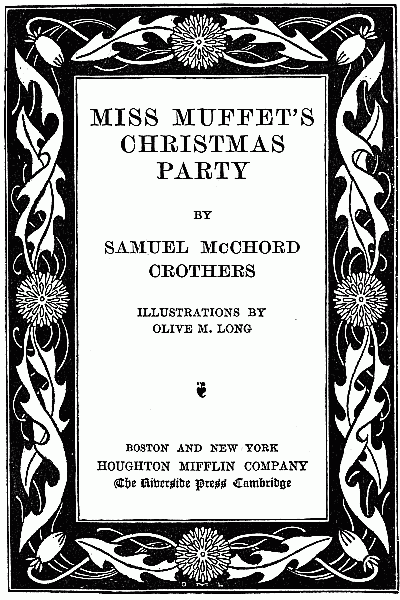 MISS MUFFET'S
CHRISTMAS
PARTY
BY
SAMUEL McCHORD
CROTHERS
ILLUSTRATIONS BY
OLIVE M. LONG
BOSTON AND NEW YORK
HOUGHTON MIFFLIN COMPANY
The Riverside Press Cambridge
O M L